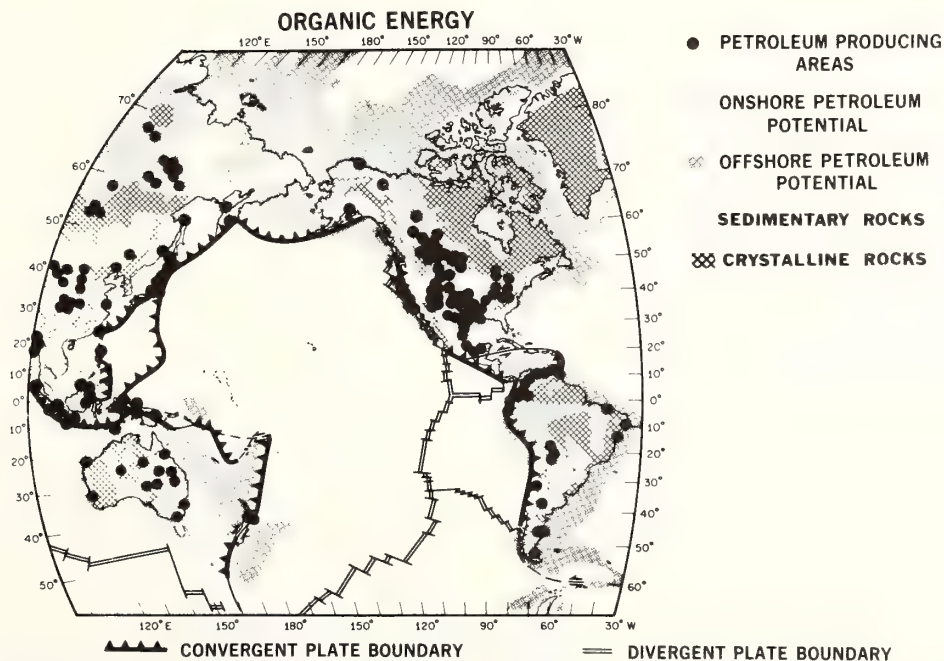 ORGANIC ENERGY
120°E 150° 180° 150° 120° 90° 60° 30°W
70°
60°
50°
40°
30°
20°
10°
0°
10°
20°
30°
40°
50°
80°
70°
60°
50°
40°
30°
20°
10°
0°
10°
20°
30°
40°
50°
60°
120°E 150° 180° 150° 120° 90° 60° 30°W
PETROLEUM PRODUCING
AREAS
ONSHORE PETROLEUM
POTENTIAL
OFFSHORE PETROLEUM
POTENTIAL
SEDIMENTARY ROCKS
CRYSTALLINE ROCKS
CONVERGENT PLATE BOUNDARY
DIVERGENT PLATE BOUNDARY